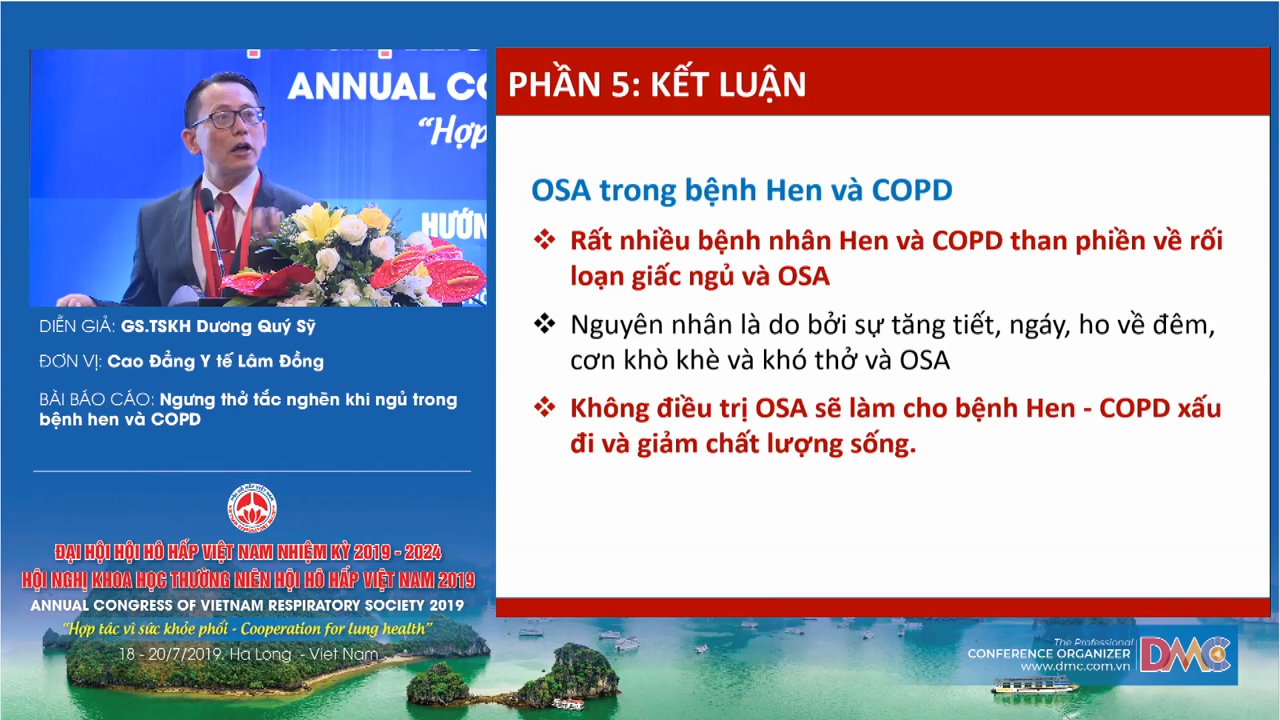 ANNUAL CO
“Hợp
HƯỚN
DIỄN GIẢ: GS.TSKH Dương Quý Sỹ
ĐƠN VỊ: Cao Đẳng Y tế Lâm Đồng
BÀI BÁO CÁO: Ngưng thở tắc nghẽn khi ngủ trong
bệnh hen và COPD
ĐẠI HỘI HỘI HÔ HẤP VIỆT NAM NHIỆM KỲ 2019 - 2024
HỘI NGHỊ KHOA HỌC THƯỜNG NIÊN HỘI HÔ HẤP VIỆT NAM 2019
ANNUAL CONGRESS OF VIETNAM RESPIRATORY SOCIETY 2019
“Hợp tác vì sức khỏe phổi - Cooperation for lung health”
18 - 20/7/2019. Ha Long - Viet Nam
PHẦN 5: KẾT LUẬN
OSA trong bệnh Hen và COPD
❖ Rất nhiều bệnh nhân Hen và COPD than phiền về rối
loạn giấc ngủ và OSA
❖ Nguyên nhân là do bởi sự tăng tiết, ngáy, ho về đêm,
cơn khò khè và khó thở và OSA
❖ Không điều trị OSA sẽ làm cho bệnh Hen - COPD xấu
đi và giảm chất lượng sống.
The Professional
CONFERENCE ORGANIZER
www.dmc.com.vn
DMC